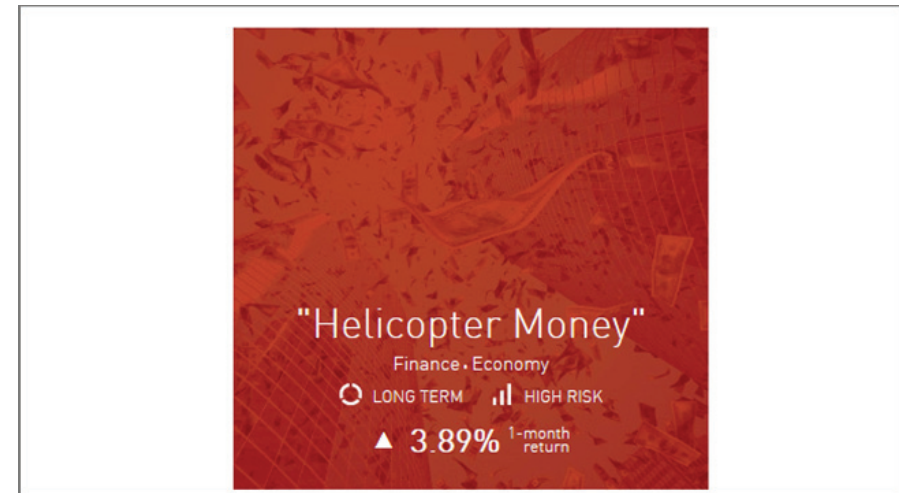 "Helicopter Money"
Finance • Economy
LONG TERM HIGH RISK
▲ 3.89% 1-month return